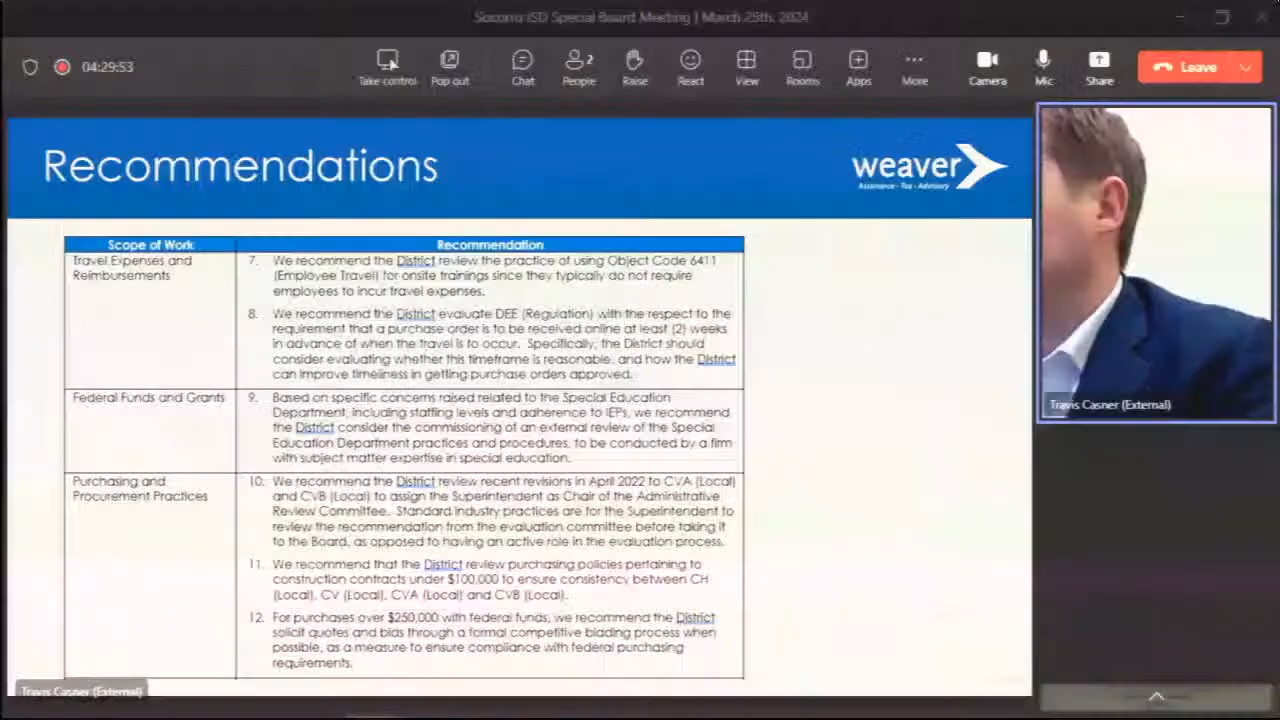 Socorro ISD Special Board Meeting | March 25th, 2024
04:29:53
Take control
Pop out
Chat
People
2
Raise
React
View
Rooms
Apps
More
Camera
Mic
Share
Leave
Recommendations
weaver
Assurance • Tax • Advisory
Scope of Work
Recommendation
Travel Expenses and
Reimbursements
7. We recommend the District review the practice of using Object Code 6411
(Employee Travel) for onsite trainings since they typically do not require
employees to incur travel expenses.
8. We recommend the District evaluate DEE (Regulation) with the respect to the
requirement that a purchase order is to be received online at least (2) weeks
in advance of when the travel is to occur. Specifically, the District should
consider evaluating whether this timeframe is reasonable, and how the District
can improve timeliness in getting purchase orders approved.
Federal Funds and Grants
9. Based on specific concerns raised related to the Special Education
Department, including staffing levels and adherence to IEPs, we recommend
the District consider the commissioning of an external review of the Special
Education Department practices and procedures, to be conducted by a firm
with subject matter expertise in special education.
Purchasing and
Procurement Practices
10. We recommend the District review recent revisions in April 2022 to CVA (Local)
and CVB (Local) to assign the Superintendent as Chair of the Administrative
Review Committee. Standard industry practices are for the Superintendent to
review the recommendation from the evaluation committee before taking it
to the Board, as opposed to having an active role in the evaluation process.
11. We recommend that the District review purchasing policies pertaining to
construction contracts under $100,000 to ensure consistency between CH
(Local), CV (Local), CVA (Local) and CVB (Local).
12. For purchases over $250,000 with federal funds, we recommend the District
solicit quotes and bids through a formal competitive bidding process when
possible, as a measure to ensure compliance with federal purchasing
requirements.
Travis Casner (External)
Travis Casner (External)